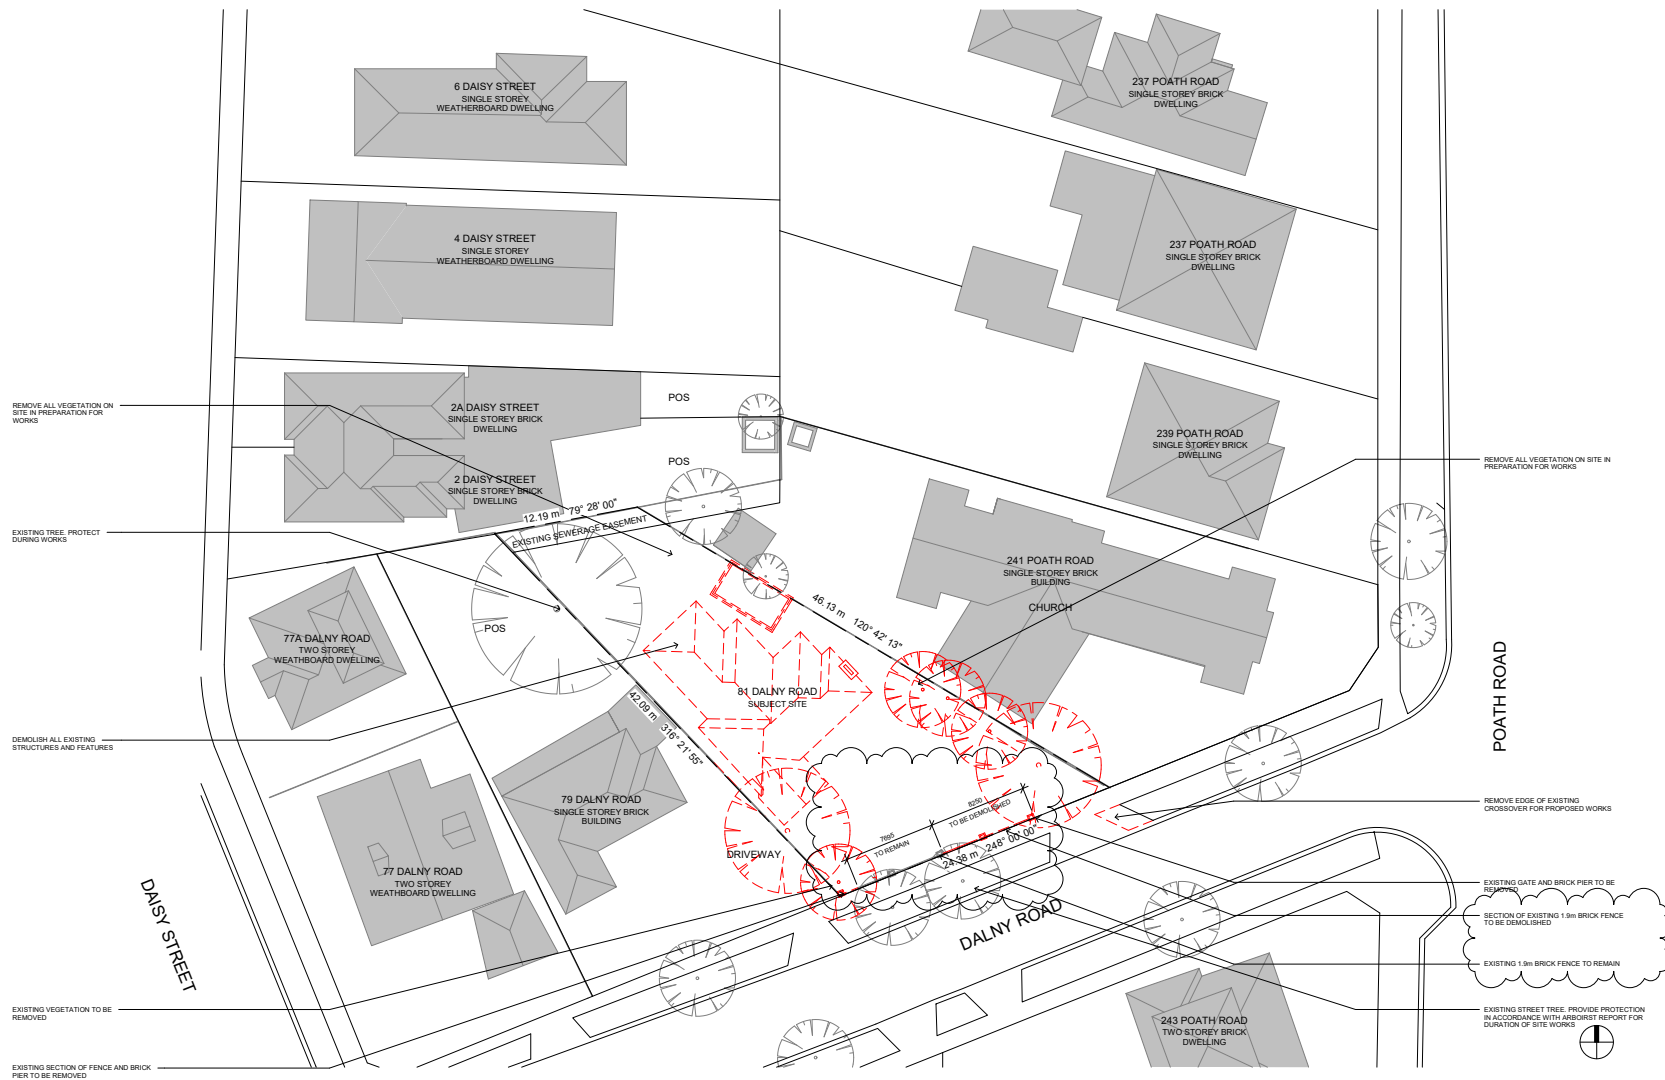 6 DAISY STREET
SINGLE STOREY
WEATHERBOARD DWELLING
237 POATH ROAD
SINGLE STOREY BRICK
DWELLING
4 DAISY STREET
SINGLE STOREY
WEATHERBOARD DWELLING
237 POATH ROAD
SINGLE STOREY BRICK
DWELLING
REMOVE ALL VEGETATION ON
SITE IN PREPARATION FOR
WORKS
2A DAISY STREET
SINGLE STOREY BRICK
DWELLING
POS
239 POATH ROAD
SINGLE STOREY BRICK
DWELLING
REMOVE ALL VEGETATION ON SITE IN
PREPARATION FOR WORKS
POS
2 DAISY STREET
SINGLE STOREY BRICK
DWELLING
12.19 m 79° 28' 00"
EXISTING SEWERAGE EASEMENT
EXISTING TREE. PROTECT
DURING WORKS
241 POATH ROAD
SINGLE STOREY BRICK
BUILDING
CHURCH
46.13 m 120° 42' 13"
POS
77A DALNY ROAD
TWO STOREY
WEATHBOARD DWELLING
81 DALNY ROAD
SUBJECT SITE
42.09 m 316° 21' 55"
POATH ROAD
DEMOLISH ALL EXISTING
STRUCTURES AND FEATURES
79 DALNY ROAD
SINGLE STOREY BRICK
BUILDING
8250
TO BE DEMOLISHED
7695
TO REMAIN
24.38 m 248° 00' 00"
REMOVE EDGE OF EXISTING
CROSSOVER FOR PROPOSED WORKS
DRIVEWAY
77 DALNY ROAD
TWO STOREY
WEATHBOARD DWELLING
DAISY STREET
DALNY ROAD
EXISTING GATE AND BRICK PIER TO BE
REMOVED
SECTION OF EXISTING 1.9m BRICK FENCE
TO BE DEMOLISHED
EXISTING 1.9m BRICK FENCE TO REMAIN
EXISTING VEGETATION TO BE
REMOVED
EXISTING STREET TREE. PROVIDE PROTECTION
IN ACCORDANCE WITH ARBOIRST REPORT FOR
DURATION OF SITE WORKS
243 POATH ROAD
TWO STOREY BRICK
DWELLING
EXISTING SECTION OF FENCE AND BRICK
PIER TO BE REMOVED